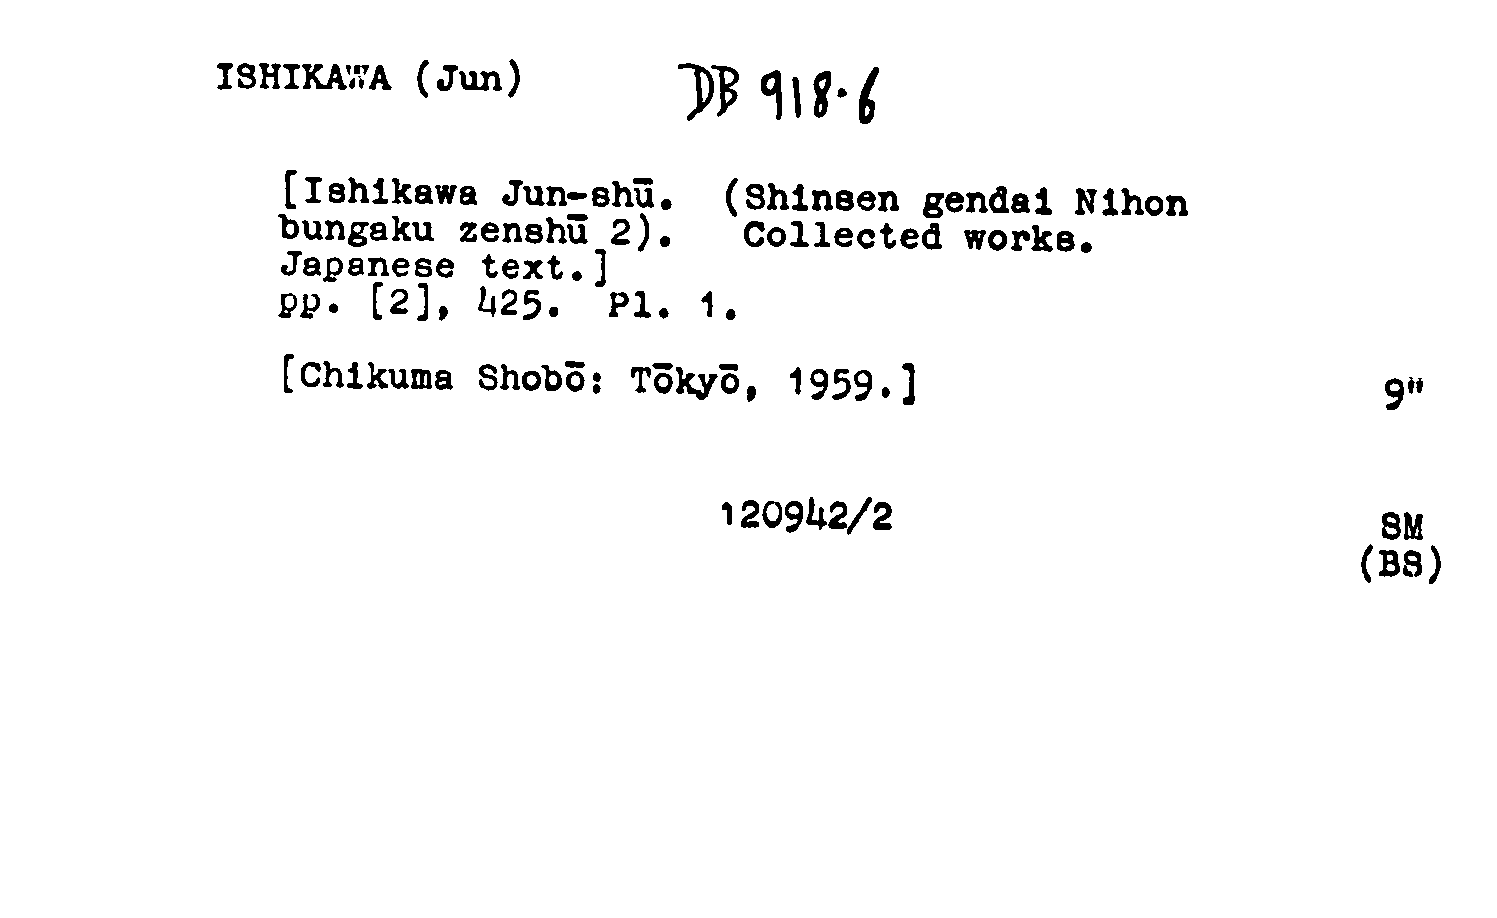 ISHIKAWA (Jun) DB 918.6
[Ishikawa Jun-shū. (Shinsen gendai Nihon
bungaku zenshū 2). Collected works.
Japanese text.]
pp. [2], 425. Pl. 1.
[Chikuma Shobō: Tōkyō, 1959.] 9"
120942/2 SM
(BS)